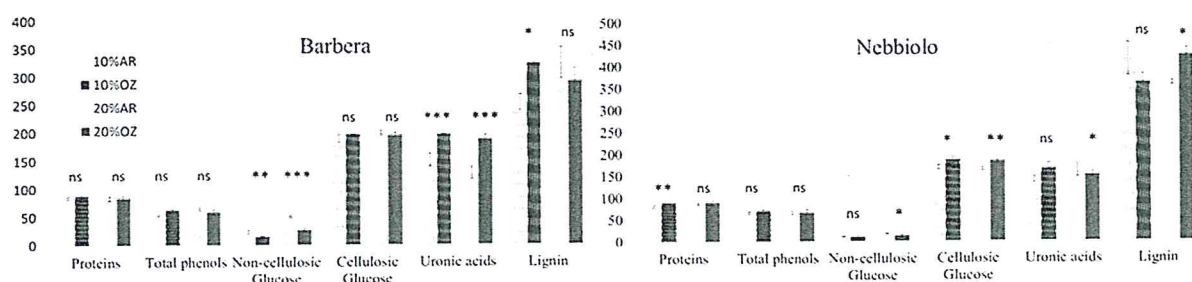 Barbera
400
350
300
250
200
150
100
50
0
10%AR
10%OZ
20%AR
20%OZ
ns ns ns ns ** *** ns ns *** *** * ns
Proteins Total phenols Non-cellulosic Glucose Cellulosic Glucose Uronic acids Lignin
Nebbiolo
500
450
400
350
300
250
200
150
100
50
0
** ns ns ns ns * * ** ns * ns *
Proteins Total phenols Non-cellulosic Glucose Cellulosic Glucose Uronic acids Lignin